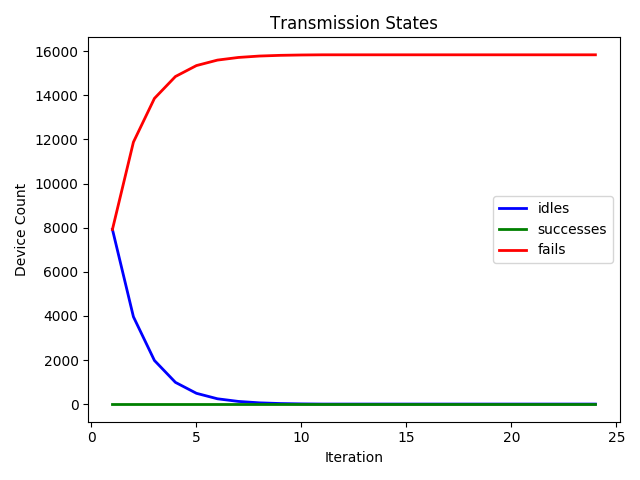 Transmission States
16000
14000
12000
10000
8000
6000
4000
2000
0
Device Count
idles
successes
fails
0 5 10 15 20 25
Iteration